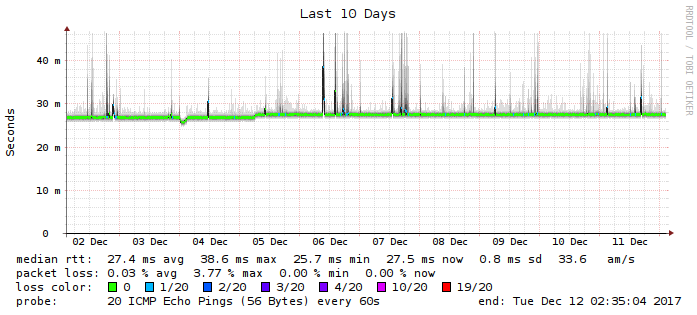 Last 10 Days
RRDTOOL / TOBI OETIKER
Seconds
40 m
30 m
20 m
10 m
0
02 Dec 03 Dec 04 Dec 05 Dec 06 Dec 07 Dec 08 Dec 09 Dec 10 Dec 11 Dec
median rtt: 27.4 ms avg 38.6 ms max 25.7 ms min 27.5 ms now 0.8 ms sd 33.6 am/s
packet loss: 0.03 % avg 3.77 % max 0.00 % min 0.00 % now
loss color: 0 1/20 2/20 3/20 4/20 10/20 19/20
probe: 20 ICMP Echo Pings (56 Bytes) every 60s end: Tue Dec 12 02:35:04 2017